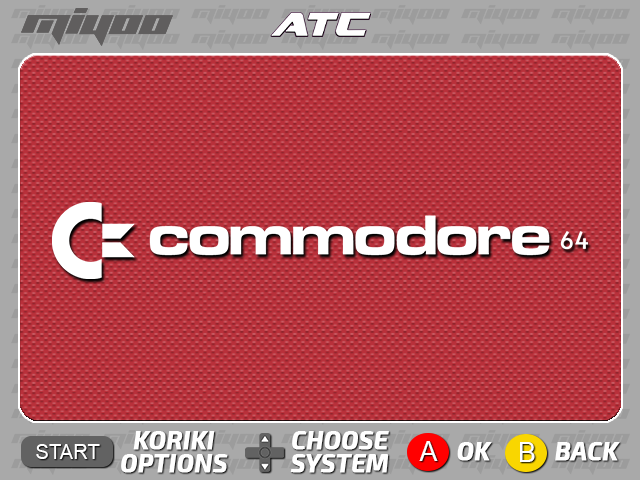 miyoo
ATC
commodore 64
START
KORIKI OPTIONS
CHOOSE SYSTEM
A OK
B BACK